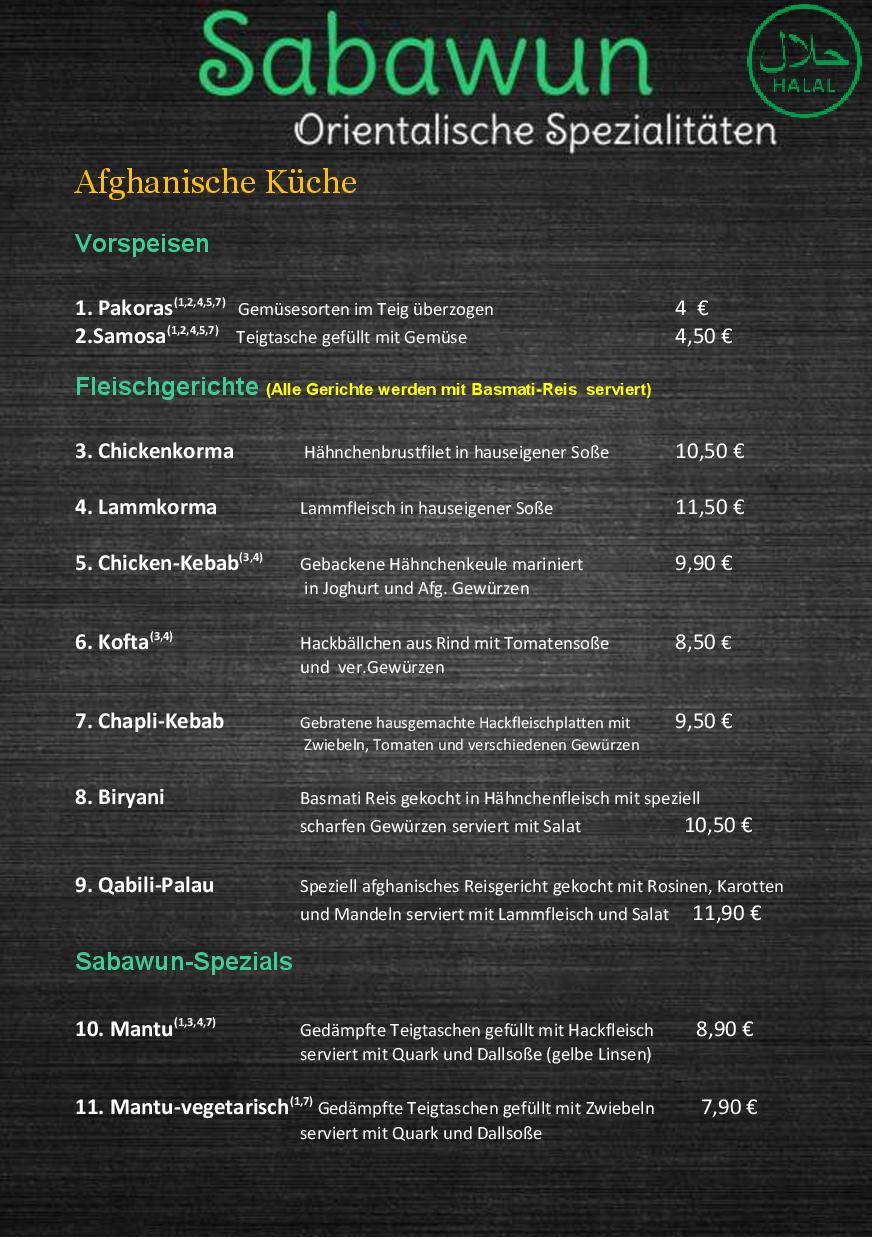 Sabawun
حلال
HALAL
Orientalische Spezialitäten
Afghanische Küche
Vorspeisen
1. Pakoras(1,2,4,5,7) Gemüsesorten im Teig überzogen 4 €
2.Samosa(1,2,4,5,7) Teigtasche gefüllt mit Gemüse 4,50 €
Fleischgerichte (Alle Gerichte werden mit Basmati-Reis serviert)
3. Chickenkorma Hähnchenbrustfilet in hauseigener Soße 10,50 €
4. Lammkorma Lammfleisch in hauseigener Soße 11,50 €
5. Chicken-Kebab(3,4) Gebackene Hähnchenkeule mariniert 9,90 €
in Joghurt und Afg. Gewürzen
6. Kofta(3,4) Hackbällchen aus Rind mit Tomatensoße 8,50 €
und ver.Gewürzen
7. Chapli-Kebab Gebratene hausgemachte Hackfleischplatten mit 9,50 €
Zwiebeln, Tomaten und verschiedenen Gewürzen
8. Biryani Basmati Reis gekocht in Hähnchenfleisch mit speziell
scharfen Gewürzen serviert mit Salat 10,50 €
9. Qabili-Palau Speziell afghanisches Reisgericht gekocht mit Rosinen, Karotten
und Mandeln serviert mit Lammfleisch und Salat 11,90 €
Sabawun-Spezials
10. Mantu(1,3,4,7) Gedämpfte Teigtaschen gefüllt mit Hackfleisch 8,90 €
serviert mit Quark und Dallsoße (gelbe Linsen)
11. Mantu-vegetarisch(1,7) Gedämpfte Teigtaschen gefüllt mit Zwiebeln 7,90 €
serviert mit Quark und Dallsoße